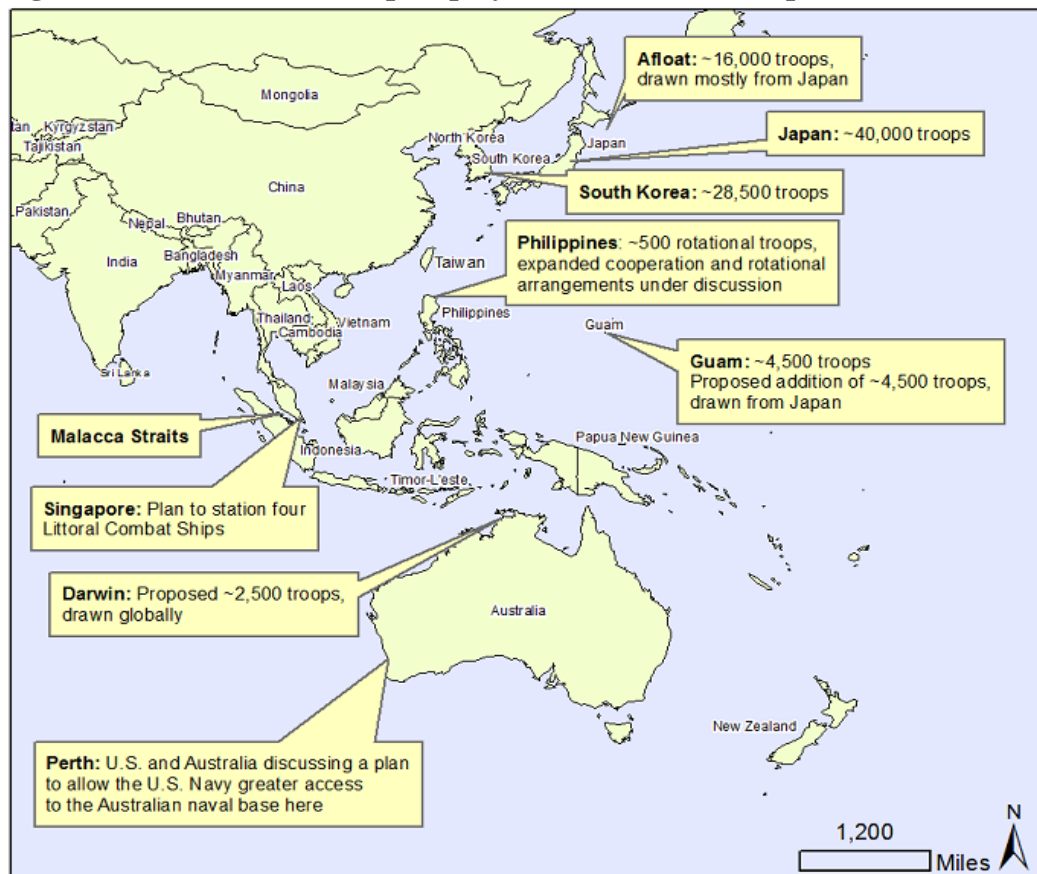 Afloat: ~16,000 troops,
drawn mostly from Japan
Mongolia
Kyrgyzstan
Tajikistan
North Korea
Japan
Japan: ~40,000 troops
South Korea
China
South Korea: ~28,500 troops
Pakistan
Nepal
Bhutan
Philippines: ~500 rotational troops,
expanded cooperation and rotational
arrangements under discussion
India
Bangladesh
Taiwan
Myanmar
Laos
Thailand
Vietnam
Cambodia
Philippines
Guam
Guam: ~4,500 troops
Proposed addition of ~4,500 troops,
drawn from Japan
Sri Lanka
Malaysia
Malacca Straits
Indonesia
Papua New Guinea
Timor-L'este
Singapore: Plan to station four
Littoral Combat Ships
Darwin: Proposed ~2,500 troops,
drawn globally
Australia
New Zealand
Perth: U.S. and Australia discussing a plan
to allow the U.S. Navy greater access
to the Australian naval base here
N
1,200
Miles